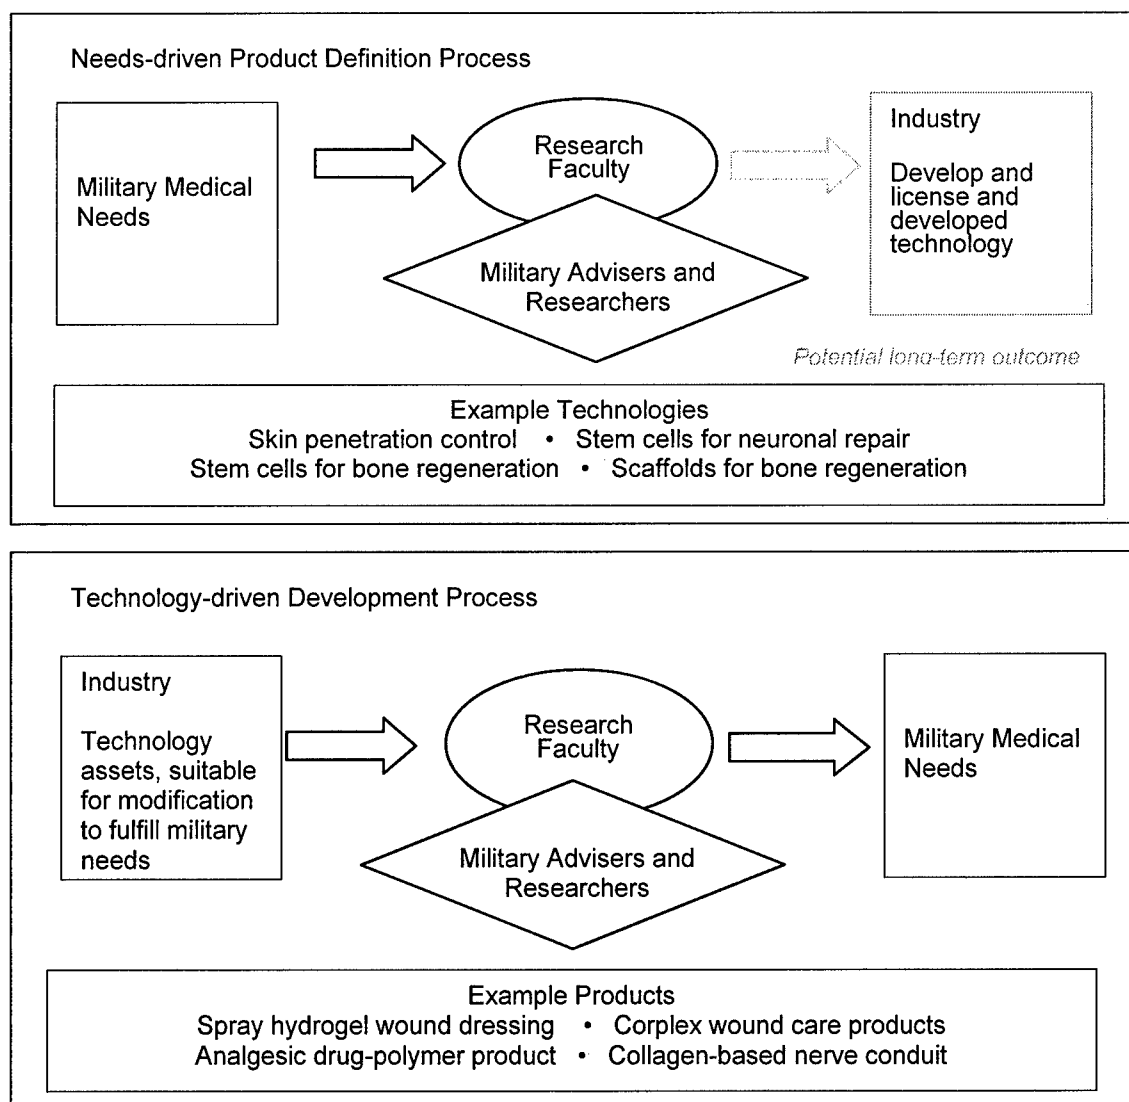 Needs-driven Product Definition Process
Military Medical
Needs
Research
Faculty
Military Advisers and
Researchers
Industry
Develop and
license and
developed
technology
Potential long-term outcome
Example Technologies
Skin penetration control • Stem cells for neuronal repair
Stem cells for bone regeneration • Scaffolds for bone regeneration
Technology-driven Development Process
Industry
Technology
assets, suitable
for modification
to fulfill military
needs
Research
Faculty
Military Advisers and
Researchers
Military Medical
Needs
Example Products
Spray hydrogel wound dressing • Corplex wound care products
Analgesic drug-polymer product • Collagen-based nerve conduit